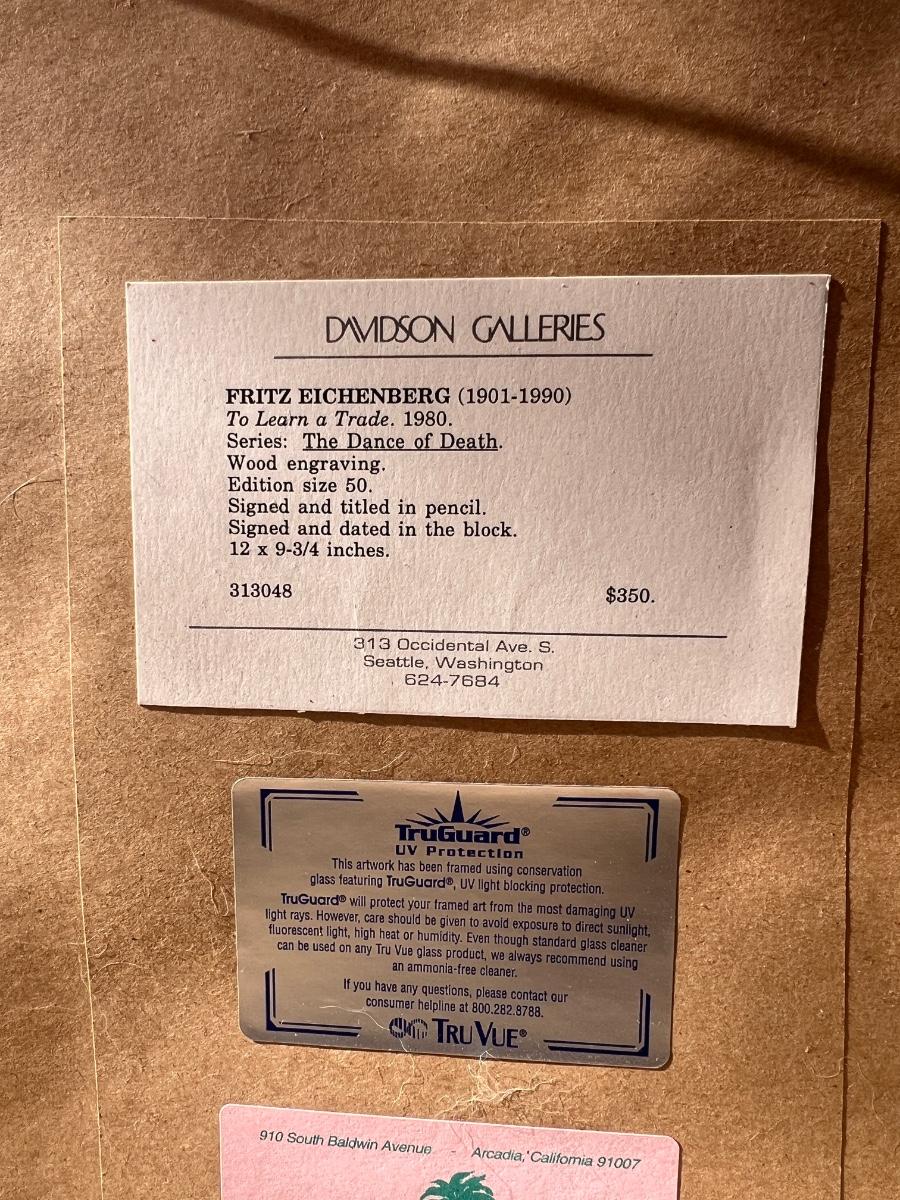 DAVIDSON GALLERIES
FRITZ EICHENBERG (1901-1990)
To Learn a Trade. 1980.
Series: The Dance of Death.
Wood engraving.
Edition size 50.
Signed and titled in pencil.
Signed and dated in the block.
12 x 9-3/4 inches.
313048 $350.
313 Occidental Ave. S.
Seattle, Washington
624-7684
TruGuard®
UV Protection
This artwork has been framed using conservation
glass featuring TruGuard®, UV light blocking protection.
TruGuard® will protect your framed art from the most damaging UV
light rays. However, care should be given to avoid exposure to direct sunlight,
fluorescent light, high heat or humidity. Even though standard glass cleaner
can be used on any Tru Vue glass product, we always recommend using
an ammonia-free cleaner.
If you have any questions, please contact our
consumer helpline at 800.282.8788.
TRU VUE®
910 South Baldwin Avenue - Arcadia, California 91007